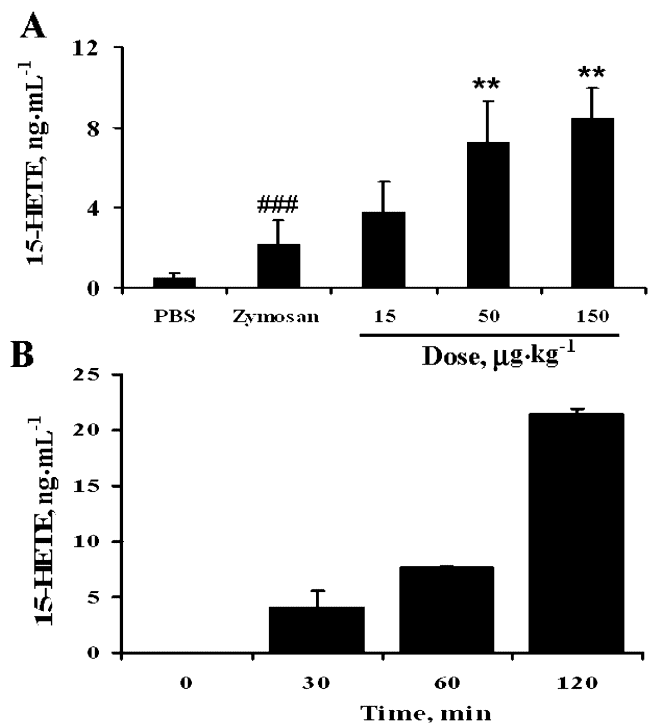 A
15-HETE, ng·mL⁻¹
12
8
4
0
###
**
**
PBS Zymosan 15 50 150
Dose, µg·kg⁻¹
B
15-HETE, ng·mL⁻¹
25
20
15
10
5
0
0 30 60 120
Time, min